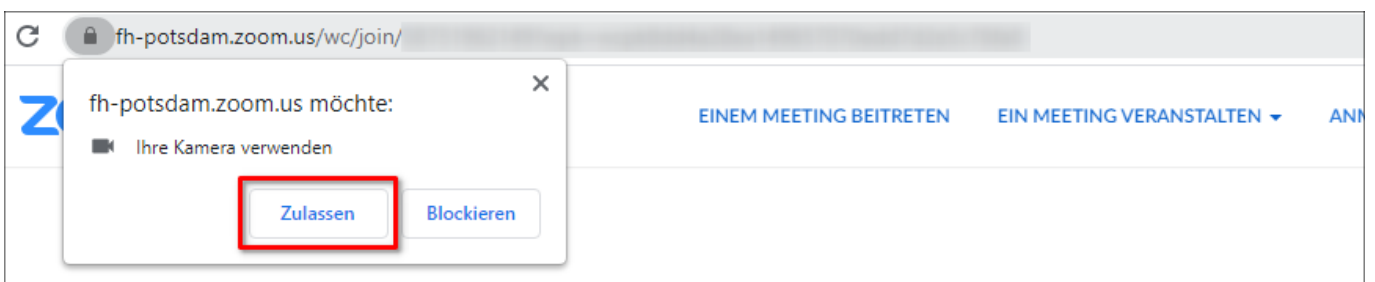 fh-potsdam.zoom.us/wc/join/
fh-potsdam.zoom.us möchte:
Ihre Kamera verwenden
Zulassen Blockieren
EINEM MEETING BEITRETEN EIN MEETING VERANSTALTEN